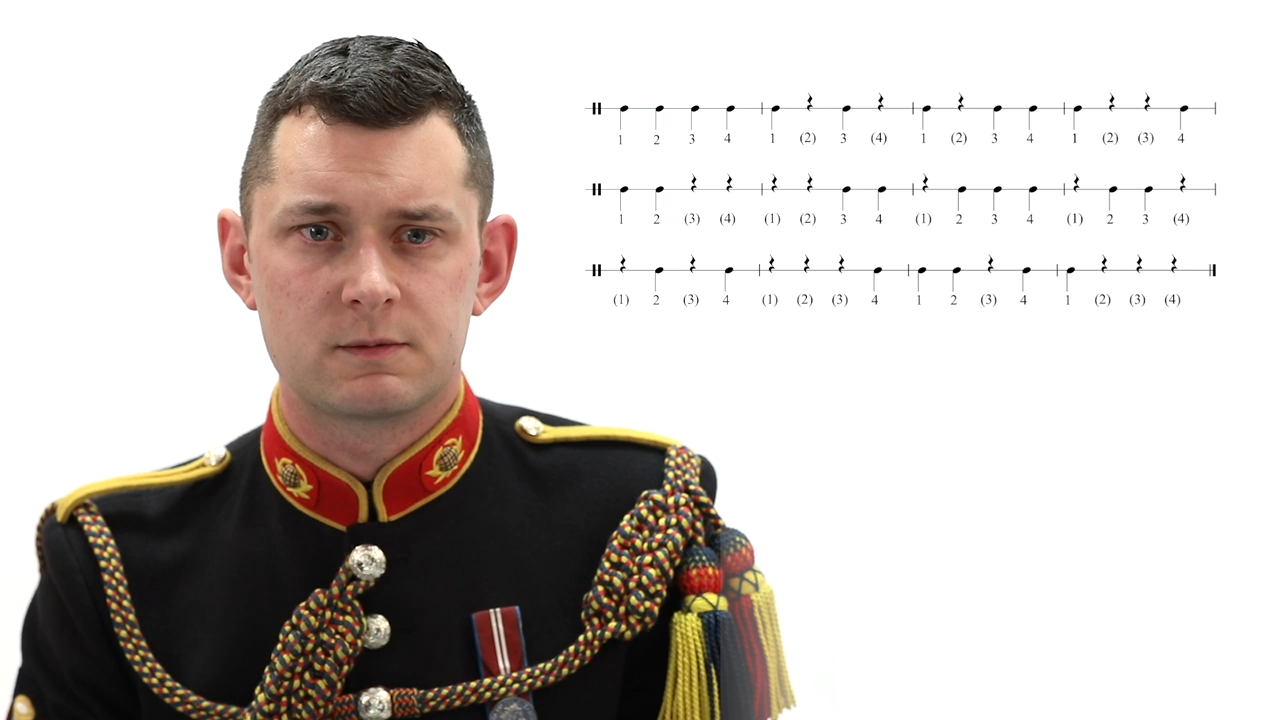 1 2 3 4 1 (2) 3 (4) 1 (2) 3 4 1 (2) (3) 4
1 2 (3) (4) (1) (2) 3 4 (1) 2 3 4 (1) 2 3 (4)
(1) 2 (3) 4 (1) (2) (3) 4 1 2 (3) 4 1 (2) (3) (4)